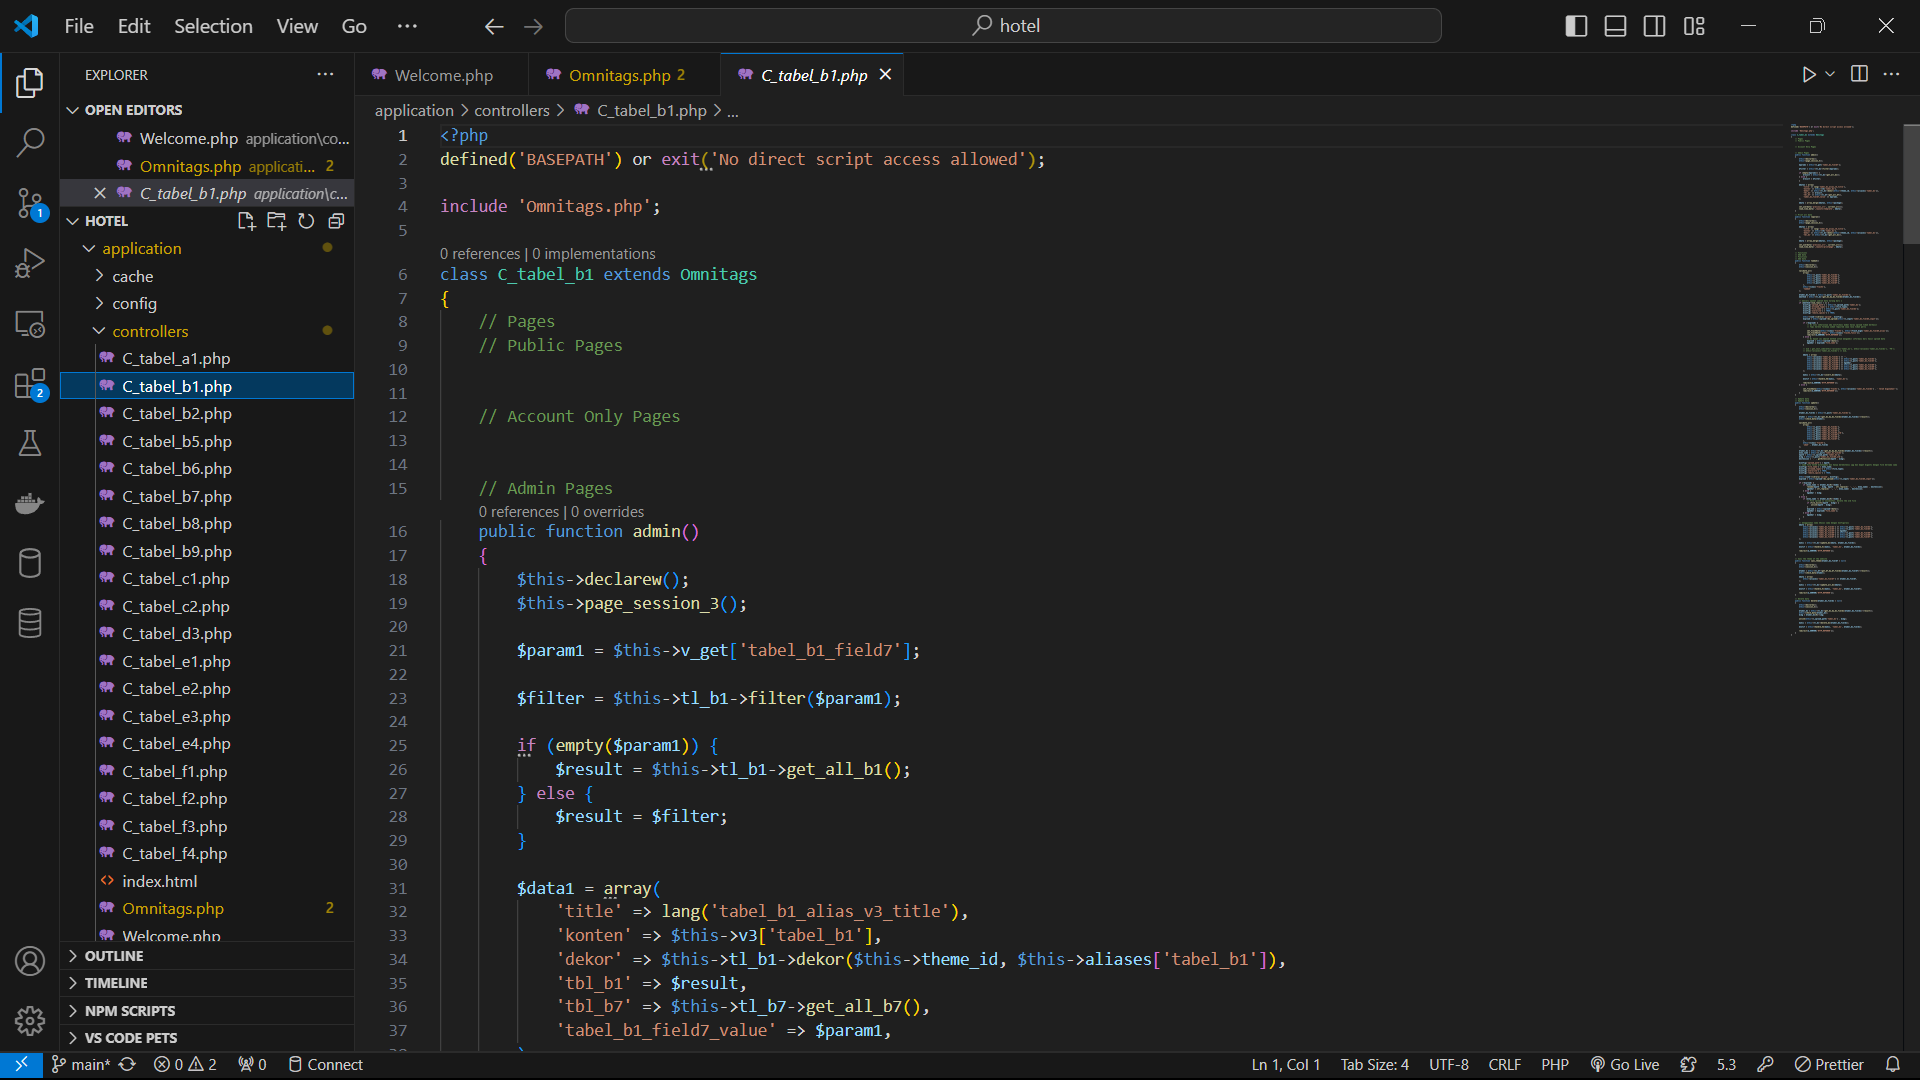 File Edit Selection View Go ··· hotel
EXPLORER ···
OPEN EDITORS
Welcome.php application\co...
Omnitags.php applicati... 2
C_tabel_b1.php application\c...
HOTEL
application
cache
config
controllers
C_tabel_a1.php
C_tabel_b1.php
C_tabel_b2.php
C_tabel_b5.php
C_tabel_b6.php
C_tabel_b7.php
C_tabel_b8.php
C_tabel_b9.php
C_tabel_c1.php
C_tabel_c2.php
C_tabel_d3.php
C_tabel_e1.php
C_tabel_e2.php
C_tabel_e3.php
C_tabel_e4.php
C_tabel_f1.php
C_tabel_f2.php
C_tabel_f3.php
C_tabel_f4.php
index.html
Omnitags.php 2
Welcome.php
OUTLINE
TIMELINE
NPM SCRIPTS
VS CODE PETS
1
2
Welcome.php Omnitags.php 2 C_tabel_b1.php
application > controllers > C_tabel_b1.php > ...
1 <?php
2 defined('BASEPATH') or exit('No direct script access allowed');
3
4 include 'Omnitags.php';
5
0 references | 0 implementations
6 class C_tabel_b1 extends Omnitags
7 {
8 // Pages
9 // Public Pages
10
11
12 // Account Only Pages
13
14
15 // Admin Pages
0 references | 0 overrides
16 public function admin()
17 {
18 $this->declarew();
19 $this->page_session_3();
20
21 $param1 = $this->v_get['tabel_b1_field7'];
22
23 $filter = $this->tl_b1->filter($param1);
24
25 if (empty($param1)) {
26 $result = $this->tl_b1->get_all_b1();
27 } else {
28 $result = $filter;
29 }
30
31 $data1 = array(
32 'title' => lang('tabel_b1_alias_v3_title'),
33 'konten' => $this->v3['tabel_b1'],
34 'dekor' => $this->tl_b1->dekor($this->theme_id, $this->aliases['tabel_b1']),
35 'tbl_b1' => $result,
36 'tbl_b7' => $this->tl_b7->get_all_b7(),
37 'tabel_b1_field7_value' => $param1,
main* 0 2 0 Connect Ln 1, Col 1 Tab Size: 4 UTF-8 CRLF PHP Go Live 5.3 Prettier